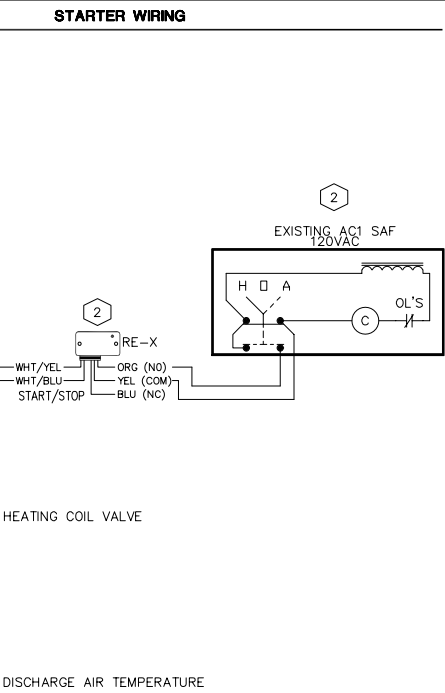 STARTER WIRING
2
EXISTING AC1 SAF
120VAC
H O A
OL'S
C
2
RE-X
WHT/YEL ORG (NO)
WHT/BLU YEL (COM)
START/STOP BLU (NC)
HEATING COIL VALVE
DISCHARGE AIR TEMPERATURE